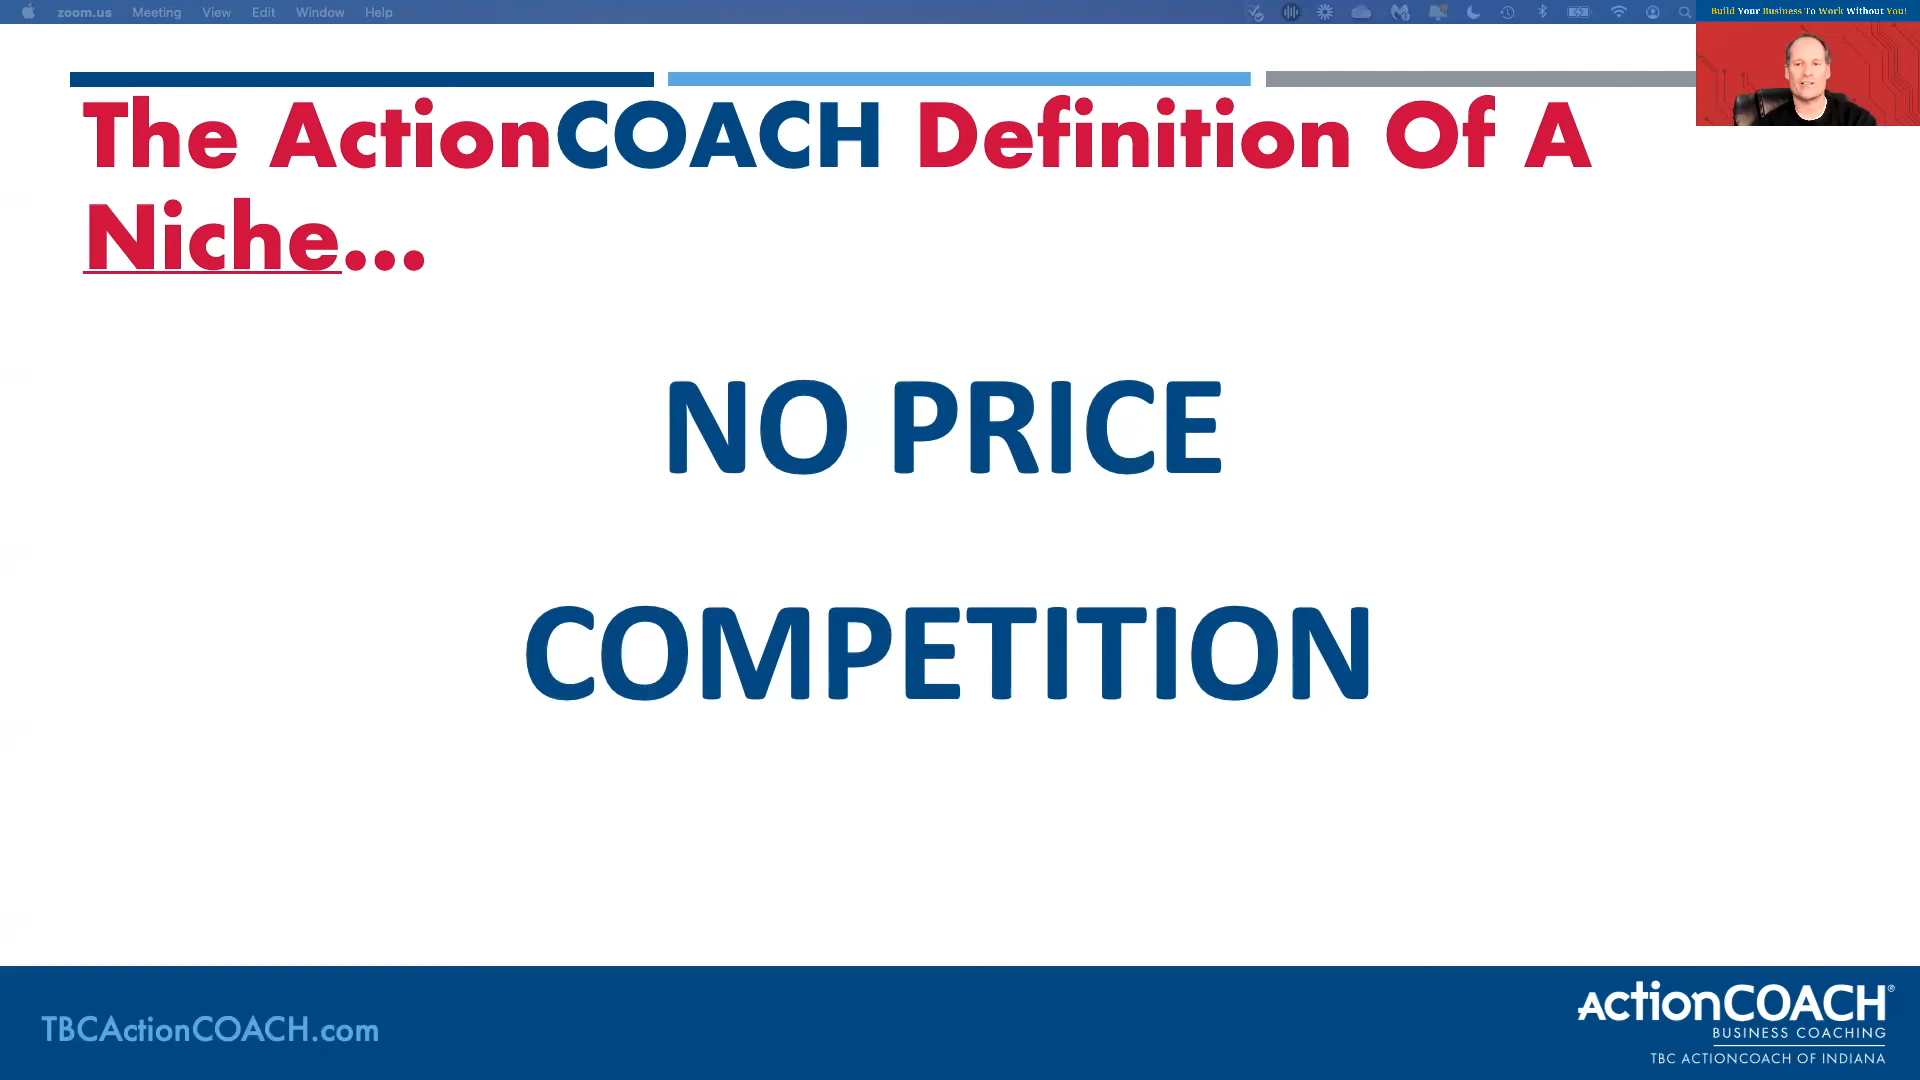 zoom.us Meeting View Edit Window Help
Build Your Business To Work Without You!
The ActionCOACH Definition Of A
Niche...
NO PRICE
COMPETITION
TBCActionCOACH.com
actionCOACH®
BUSINESS COACHING
TBC ACTIONCOACH OF INDIANA